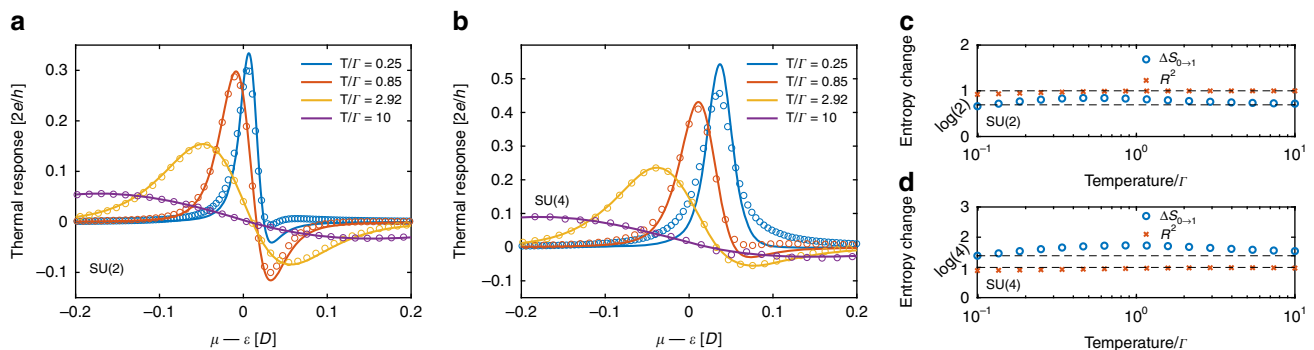 a
Thermal response [2e/h]
0.3
0.2
0.1
0
−0.1
T/Γ = 0.25
T/Γ = 0.85
T/Γ = 2.92
T/Γ = 10
SU(2)
−0.2
−0.1
0
0.1
0.2
μ — ε [D]
b
Thermal response [2e/h]
0.5
0.4
0.3
0.2
0.1
0
−0.1
T/Γ = 0.25
T/Γ = 0.85
T/Γ = 2.92
T/Γ = 10
SU(4)
−0.2
−0.1
0
0.1
0.2
μ — ε [D]
c
Entropy change
2
1
0
log(2)
ΔS0→1
R²
SU(2)
10⁻¹
10⁰
10¹
Temperature/Γ
d
Entropy change
3
2
1
0
log(4)
ΔS0→1
R²
SU(4)
10⁻¹
10⁰
10¹
Temperature/Γ